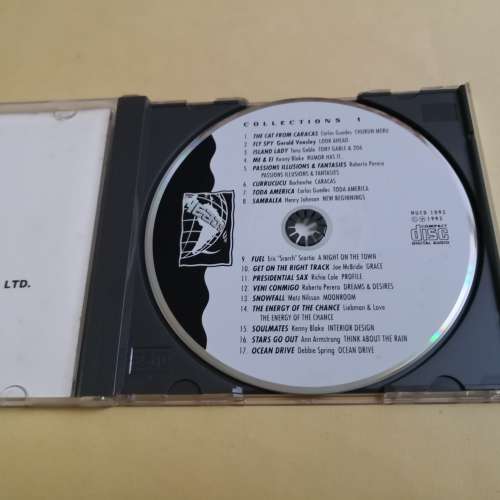 COLLECTIONS 1
1. THE CAT FROM CARACAS Carlos Guedes CHURUN MERU
2. FLY SPY Gerald Veasley LOOK AHEAD
3. ISLAND LADY Tony Gable TONY GABLE & 206
4. ME & EI Kenny Blake RUMOR HAS IT
5. PASSIONS ILLUSIONS & FANTASIES Roberto Perera
PASSIONS ILLUSIONS & FANTASIES
6. CURRUCUCU Bachenche CARACAS
7. TODA AMERICA Carlos Guedes TODA AMERICA
8. SAMBALEA Henry Johnson NEW BEGINNINGS
HUCD 1893
©℗1992
COMPACT
disc
DIGITAL AUDIO
LTD.
9. FUEL Eric "Scorch" Scortia A NIGHT ON THE TOWN
10. GET ON THE RIGHT TRACK Joe McBride GRACE
11. PRESIDENTIAL SAX Richie Cole PROFILE
12. VENI CONMIGO Roberto Perera DREAMS & DESIRES
13. SNOWFALL Metz Nilsson MOONROOM
14. THE ENERGY OF THE CHANCE Liebman & Love
THE ENERGY OF THE CHANCE
15. SOULMATES Kenny Blake INTERIOR DESIGN
16. STARS GO OUT Ann Armstrong THINK ABOUT THE RAIN
17. OCEAN DRIVE Debbie Spring OCEAN DRIVE